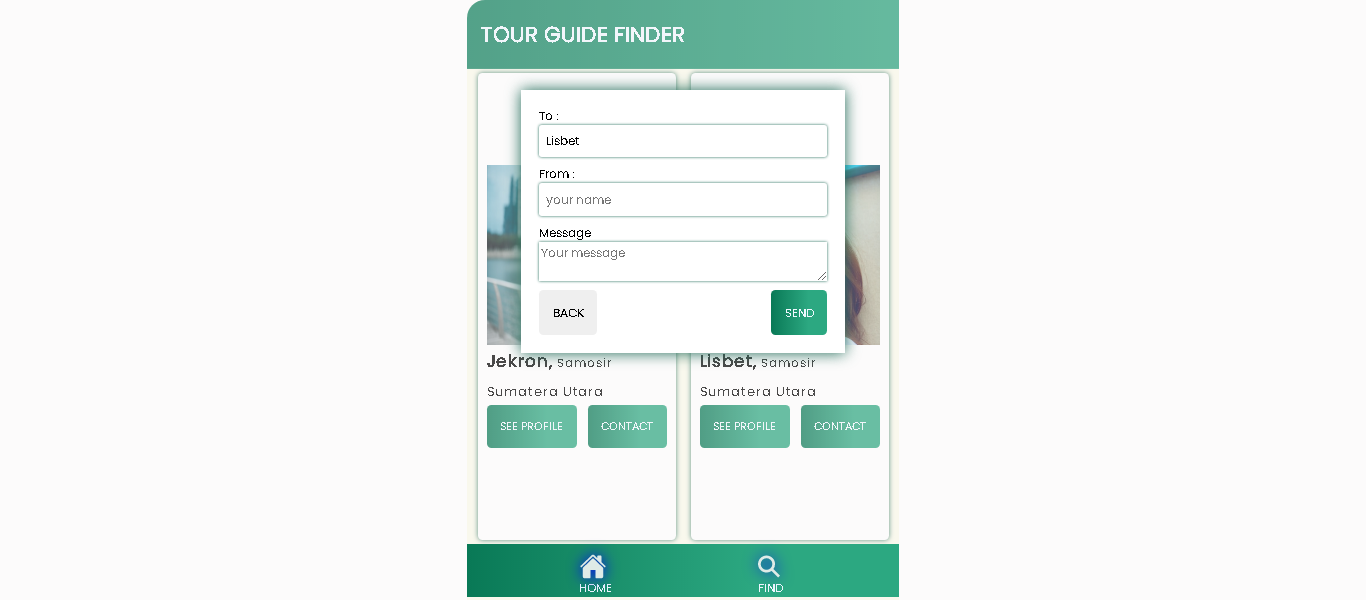 TOUR GUIDE FINDER
To :
Lisbet
From :
your name
Message
Your message
BACK
SEND
Jekron, Samosir
Sumatera Utara
SEE PROFILE
CONTACT
Lisbet, Samosir
Sumatera Utara
SEE PROFILE
CONTACT
HOME
FIND